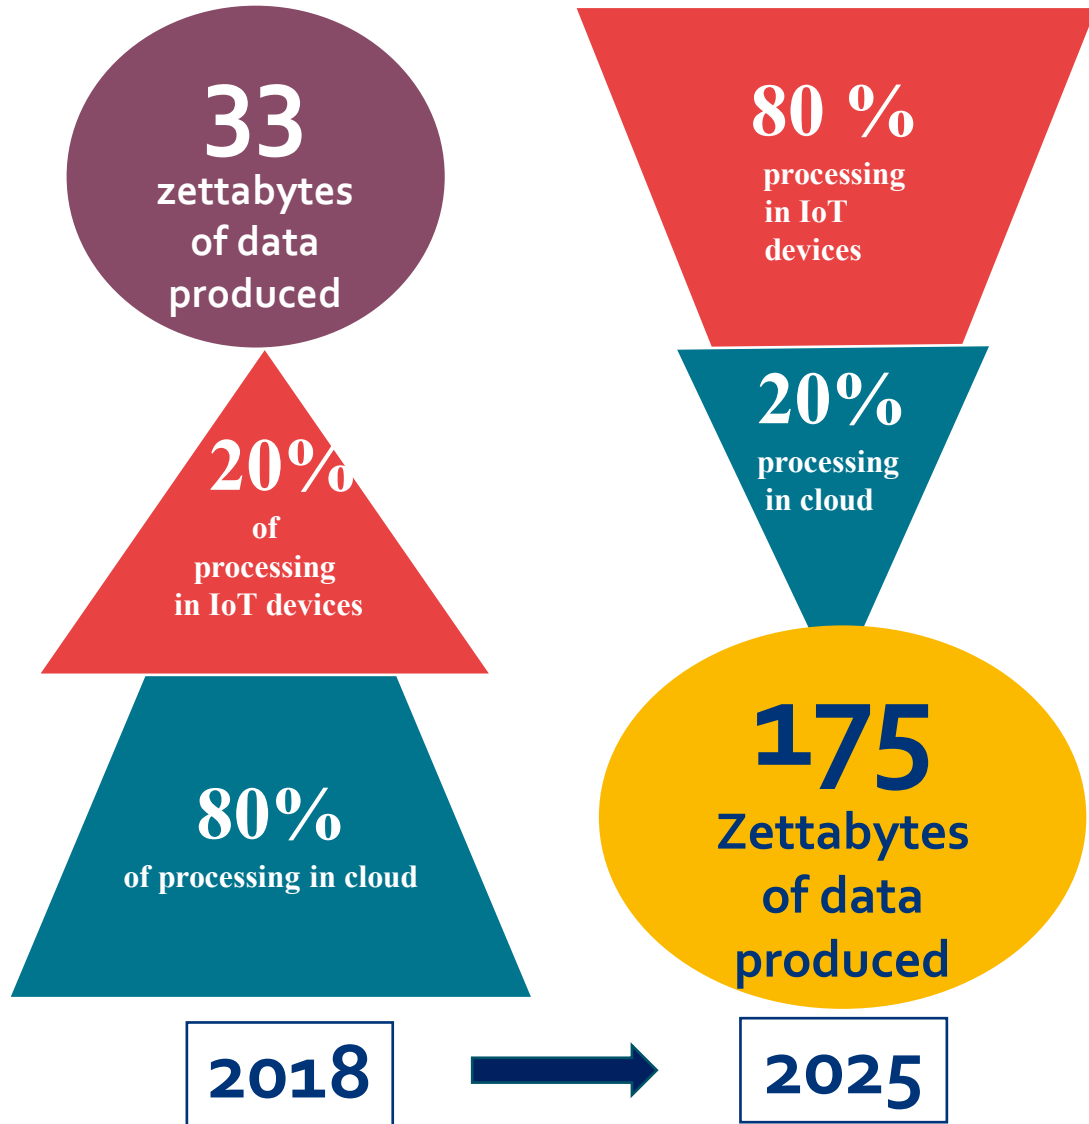 33
zettabytes
of data
produced
20%
of
processing
in IoT devices
80%
of processing in cloud
2018
80 %
processing
in IoT
devices
20%
processing
in cloud
175
Zettabytes
of data
produced
2025